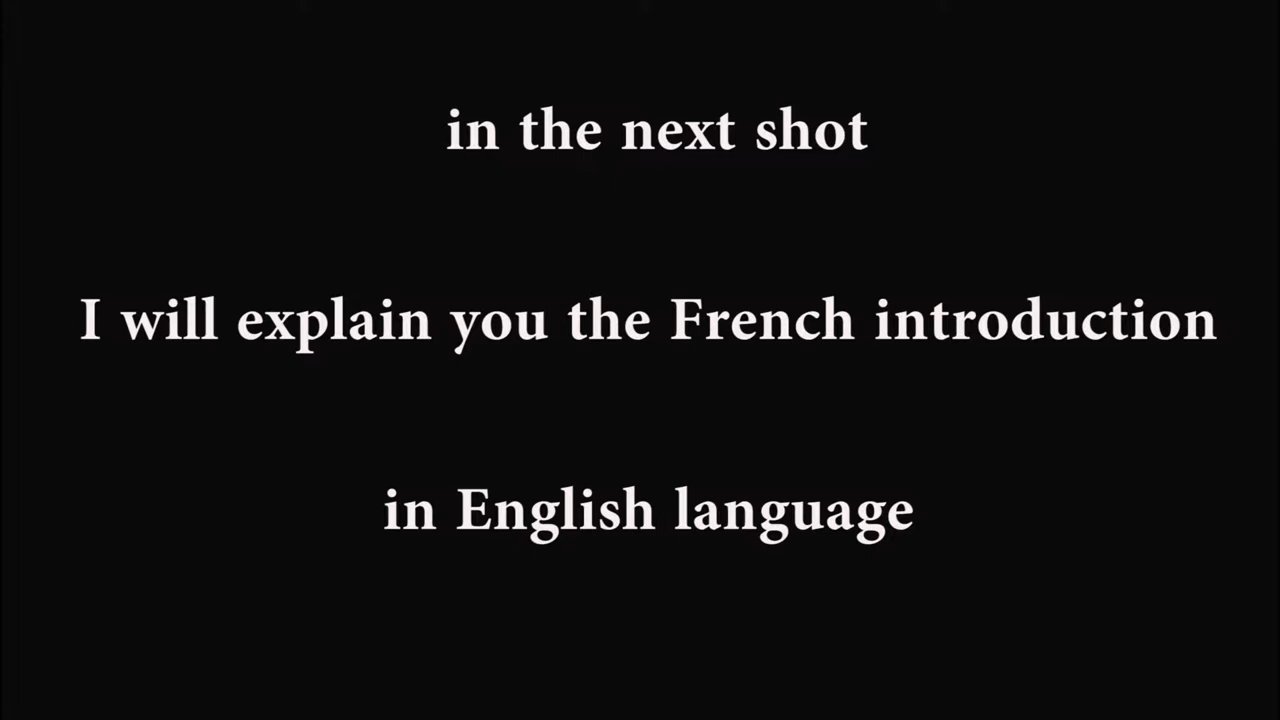 in the next shot
I will explain you the French introduction
in English language